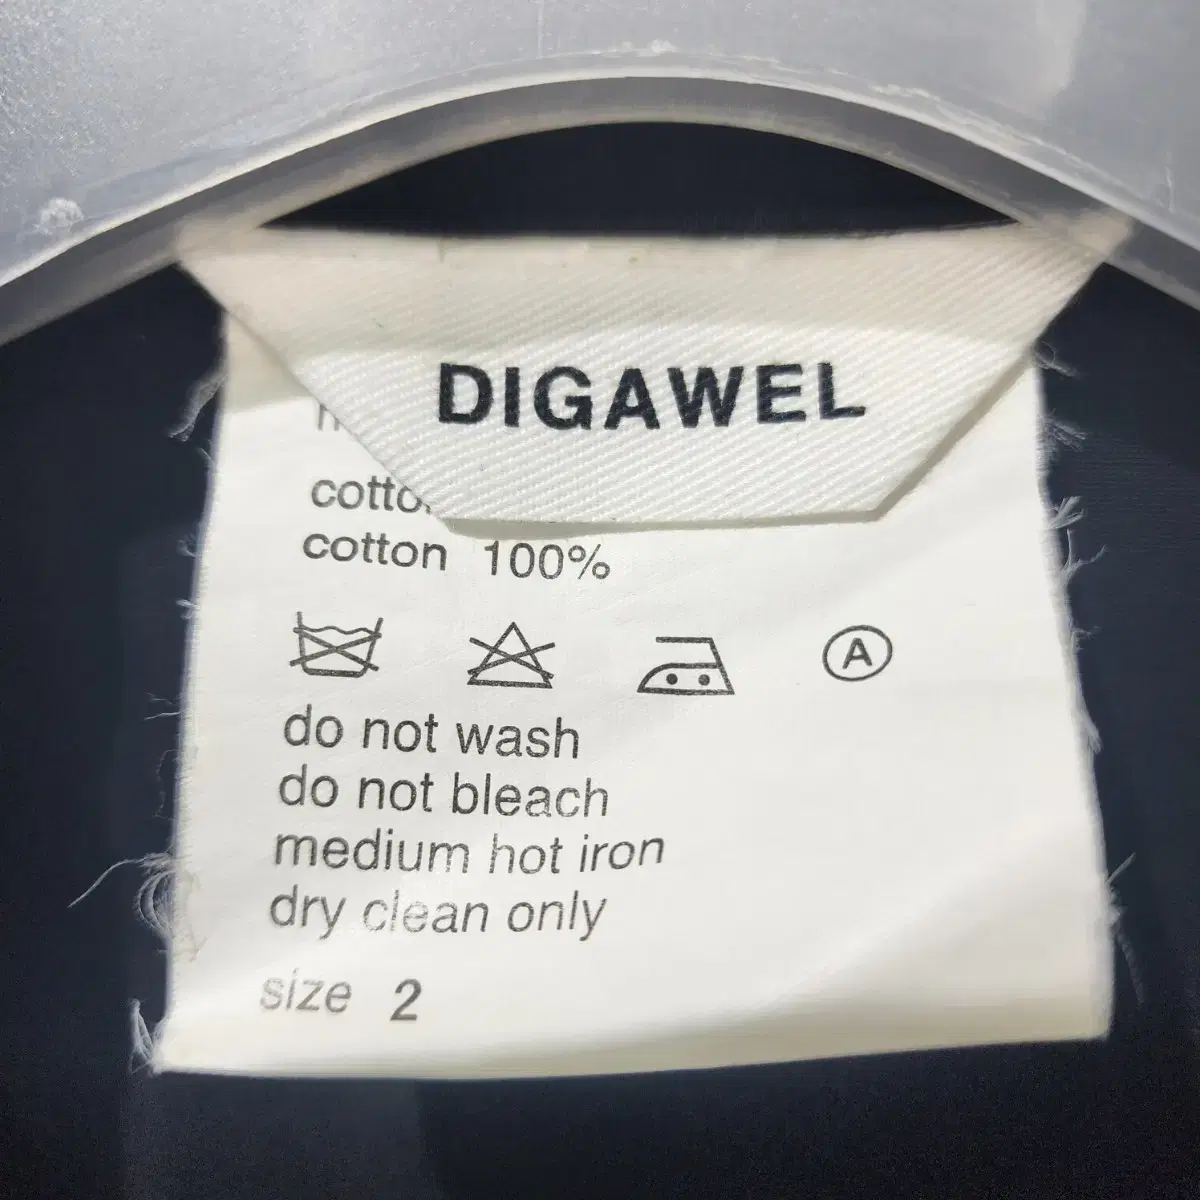 DIGAWEL
cotton 100%
A
do not wash
do not bleach
medium hot iron
dry clean only
size 2